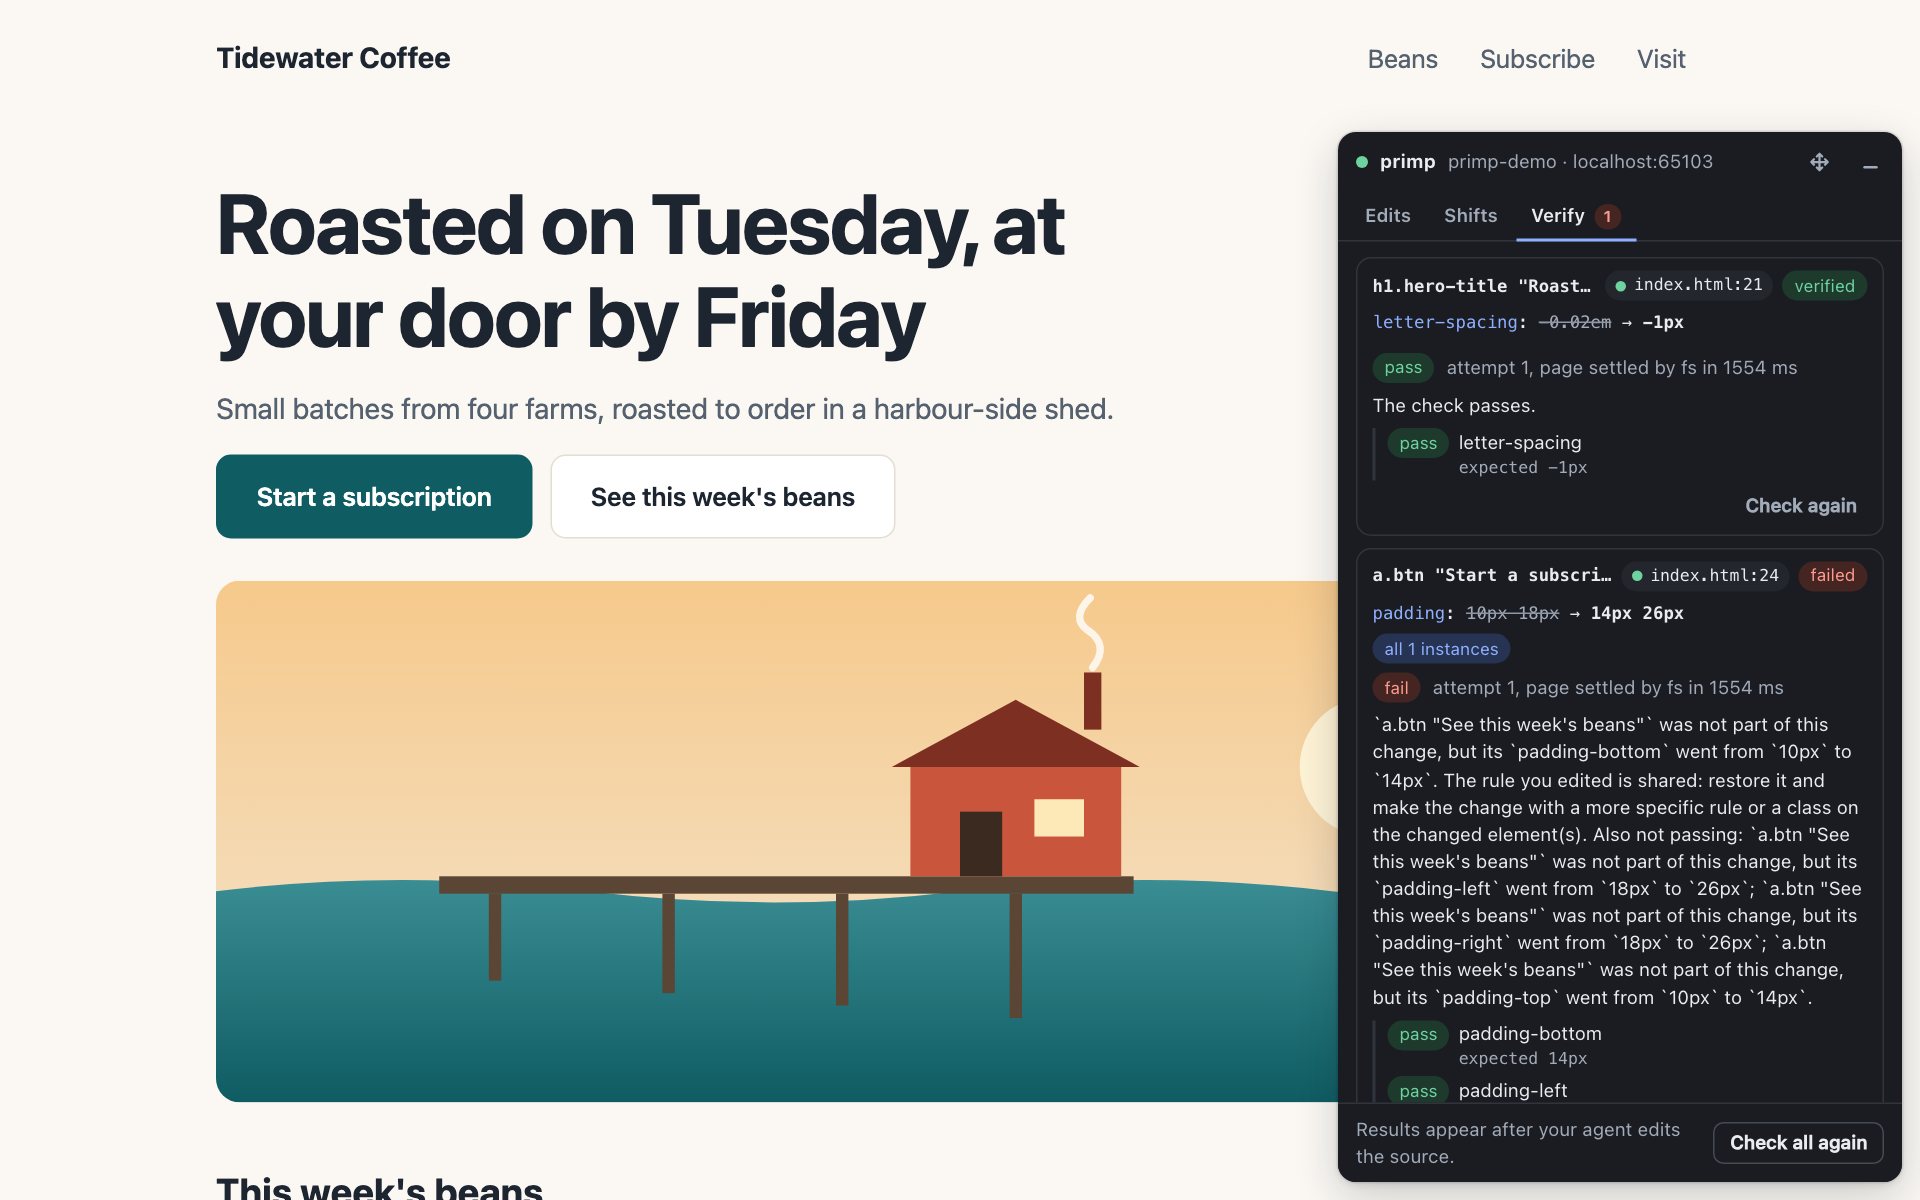 Tidewater Coffee
Beans Subscribe Visit
Roasted on Tuesday, at
your door by Friday
Small batches from four farms, roasted to order in a harbour-side shed.
Start a subscription
See this week's beans
This week's beans
primp primp-demo · localhost:65103
Edits Shifts Verify 1
h1.hero-title "Roast… index.html:21 verified
letter-spacing: -0.02em → -1px
pass attempt 1, page settled by fs in 1554 ms
The check passes.
pass letter-spacing
expected -1px
Check again
a.btn "Start a subscri… index.html:24 failed
padding: 10px 18px → 14px 26px
all 1 instances
fail attempt 1, page settled by fs in 1554 ms
`a.btn "See this week's beans"` was not part of this
change, but its `padding-bottom` went from `10px` to
`14px`. The rule you edited is shared: restore it and
make the change with a more specific rule or a class on
the changed element(s). Also not passing: `a.btn "See
this week's beans"` was not part of this change, but its
`padding-left` went from `18px` to `26px`; `a.btn "See
this week's beans"` was not part of this change, but its
`padding-right` went from `18px` to `26px`; `a.btn
"See this week's beans"` was not part of this change,
but its `padding-top` went from `10px` to `14px`.
pass padding-bottom
expected 14px
pass padding-left
Results appear after your agent edits
the source.
Check all again